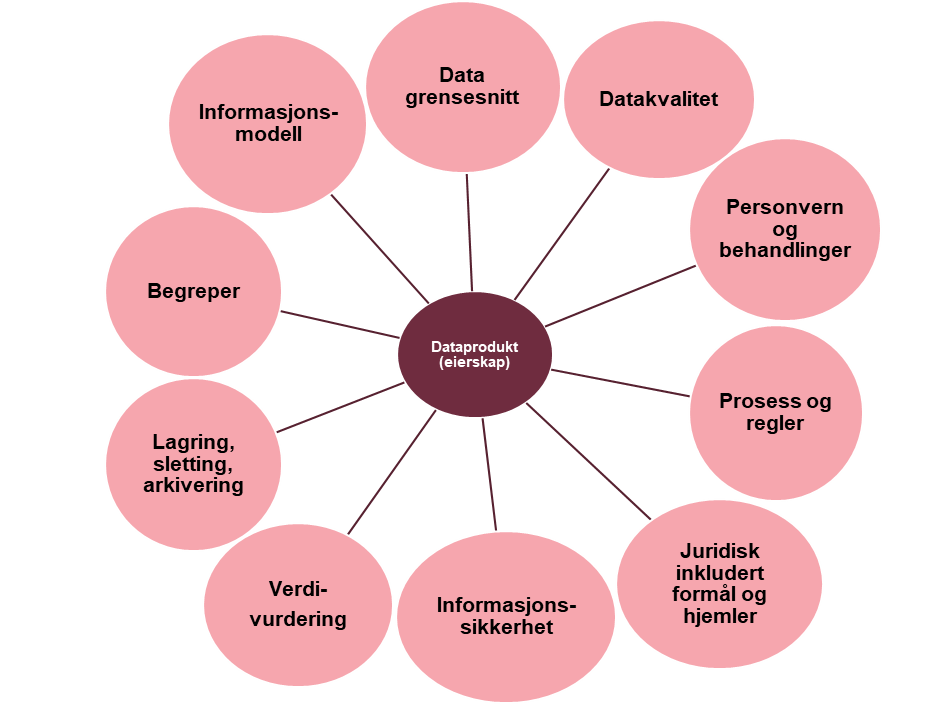 Data
grensesnitt
Datakvalitet
Personvern
og
behandlinger
Prosess og
regler
Juridisk
inkludert
formål og
hjemler
Informasjons-
sikkerhet
Verdi-
vurdering
Lagring,
sletting,
arkivering
Begreper
Informasjons-
modell
Dataprodukt
(eierskap)